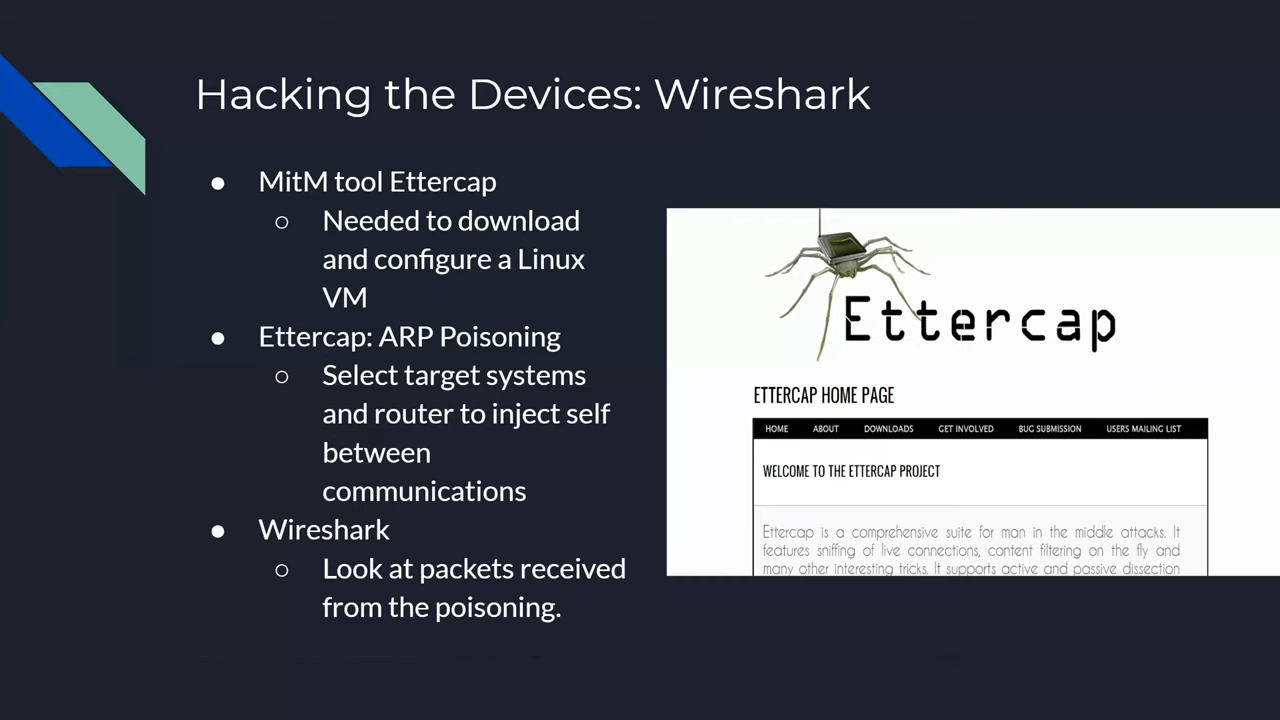 Hacking the Devices: Wireshark
● MitM tool Ettercap
○ Needed to download
and configure a Linux
VM
● Ettercap: ARP Poisoning
○ Select target systems
and router to inject self
between
communications
● Wireshark
○ Look at packets received
from the poisoning.
Ettercap
ETTERCAP HOME PAGE
HOME ABOUT DOWNLOADS GET INVOLVED BUG SUBMISSION USERS MAILING LIST
WELCOME TO THE ETTERCAP PROJECT
Ettercap is a comprehensive suite for man in the middle attacks. It
features sniffing of live connections, content filtering on the fly and
many other interesting tricks. It supports active and passive dissection